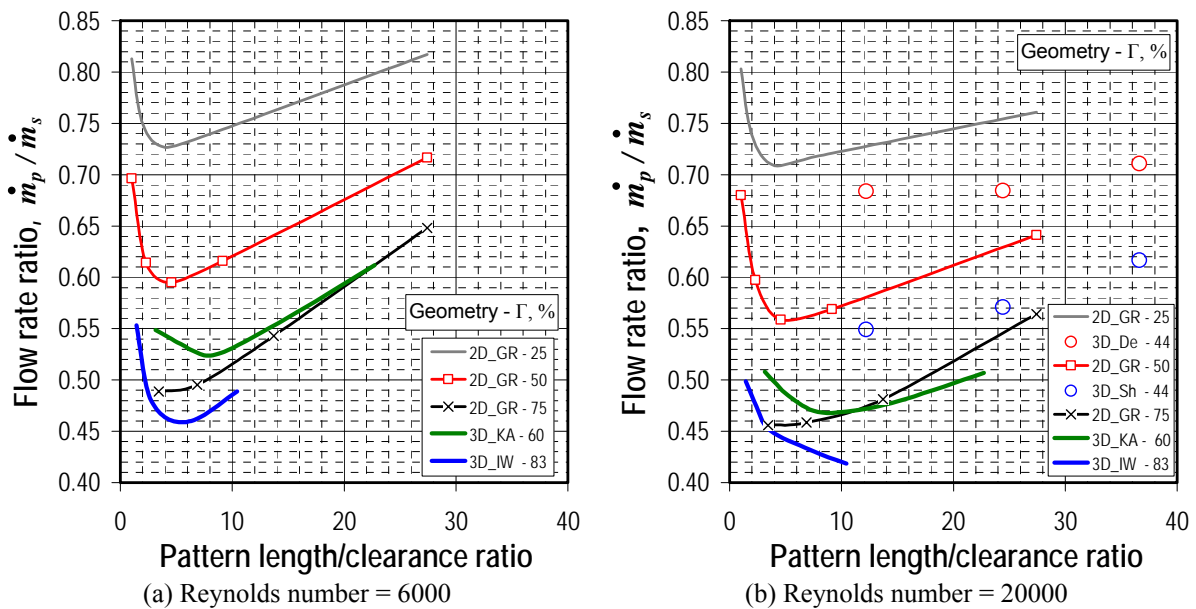 0.85
0.80
0.75
0.70
0.65
0.60
0.55
0.50
0.45
0.40
Flow rate ratio, ṁp / ṁs
0 10 20 30 40
Pattern length/clearance ratio
Geometry - Γ, %
2D_GR - 25
2D_GR - 50
2D_GR - 75
3D_KA - 60
3D_IW - 83
(a) Reynolds number = 6000
0.85
0.80
0.75
0.70
0.65
0.60
0.55
0.50
0.45
0.40
Flow rate ratio, ṁp / ṁs
0 10 20 30 40
Pattern length/clearance ratio
Geometry - Γ, %
2D_GR - 25
3D_De - 44
2D_GR - 50
3D_Sh - 44
2D_GR - 75
3D_KA - 60
3D_IW - 83
(b) Reynolds number = 20000